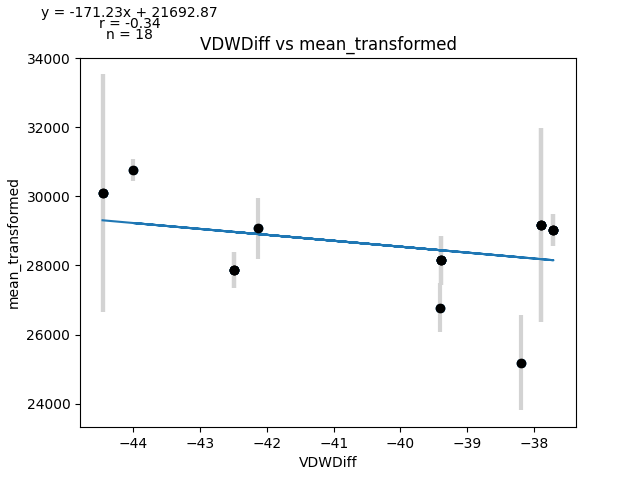 y = -171.23x + 21692.87
r = -0.34
n = 18
VDWDiff vs mean_transformed
34000
32000
30000
28000
26000
24000
mean_transformed
−44 −43 −42 −41 −40 −39 −38
VDWDiff